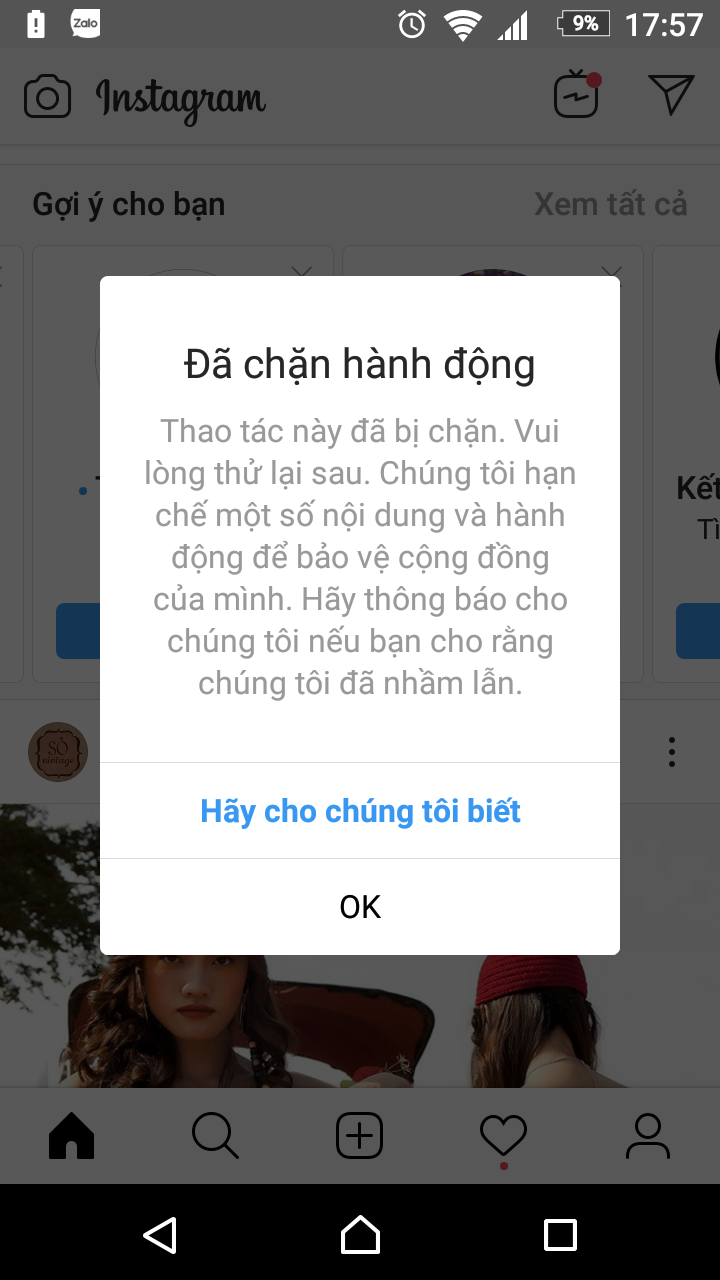 Zalo
9%
17:57
Instagram
Gợi ý cho bạn
Xem tất cả
Đã chặn hành động
Thao tác này đã bị chặn. Vui
lòng thử lại sau. Chúng tôi hạn
chế một số nội dung và hành
động để bảo vệ cộng đồng
của mình. Hãy thông báo cho
chúng tôi nếu bạn cho rằng
chúng tôi đã nhầm lẫn.
Kết
Tì
SÒ
vintage
Hãy cho chúng tôi biết
OK